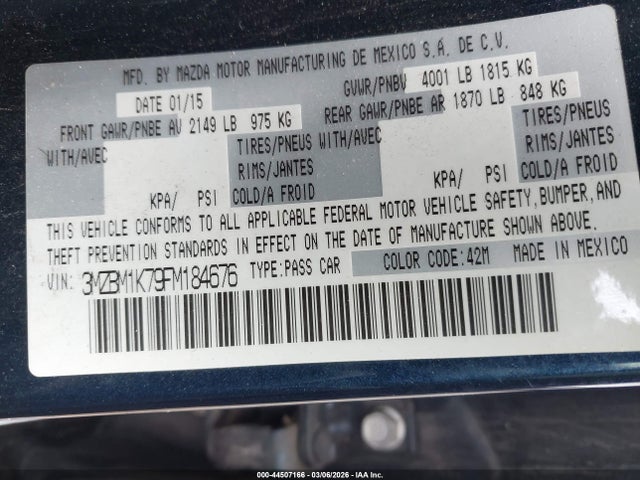 MFD. BY MAZDA MOTOR MANUFACTURING DE MEXICO S.A. DE C.V.
DATE 01/15
GVWR/PNBV 4001 LB 1815 KG
FRONT GAWR/PNBE AV 2149 LB 975 KG
REAR GAWR/PNBE AR 1870 LB 848 KG
WITH/AVEC TIRES/PNEUS WITH/AVEC TIRES/PNEUS
RIMS/JANTES RIMS/JANTES
KPA/ PSI COLD/A FROID KPA/ PSI COLD/A FROID
THIS VEHICLE CONFORMS TO ALL APPLICABLE FEDERAL MOTOR VEHICLE SAFETY, BUMPER, AND
THEFT PREVENTION STANDARDS IN EFFECT ON THE DATE OF MANUFACTURE SHOWN ABOVE.
VIN: 3MZBM1K79FM184676 TYPE:PASS CAR COLOR CODE:42M MADE IN MEXICO
000-44507166 — 03/06/2026 — IAA Inc.